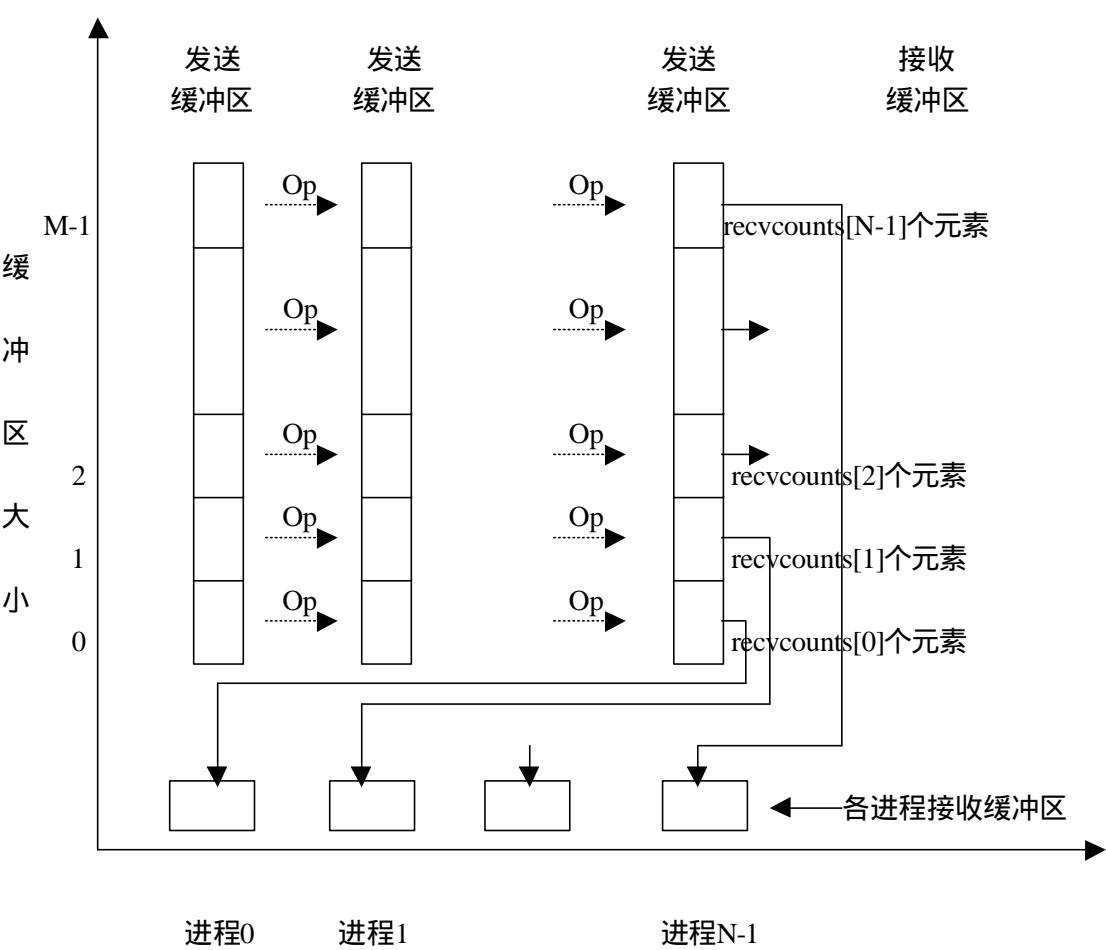 发送 发送 发送 接收
缓冲区 缓冲区 缓冲区 缓冲区
Op Op
M-1 recvcounts[N-1]个元素
缓
Op Op
冲
区 Op Op
2 recvcounts[2]个元素
大 Op Op
1 recvcounts[1]个元素
小 Op Op
0 recvcounts[0]个元素
各进程接收缓冲区
进程0 进程1 进程N-1